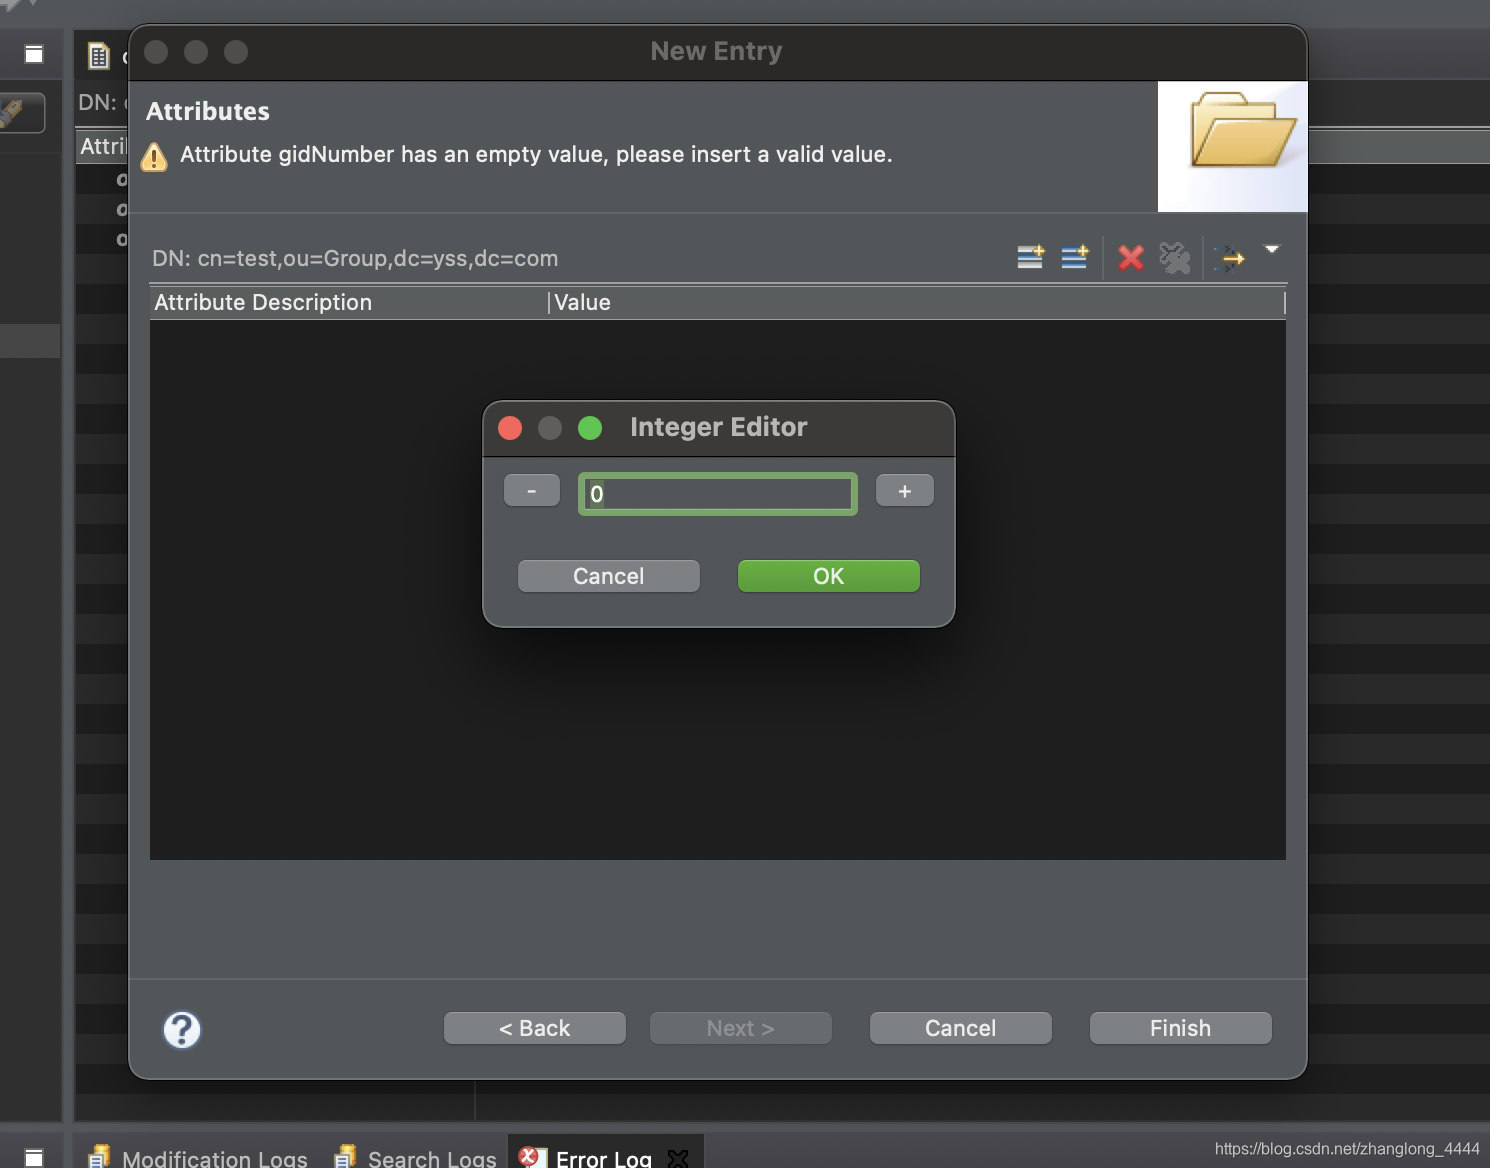 New Entry
DN:
Attributes
Attribute gidNumber has an empty value, please insert a valid value.
DN: cn=test,ou=Group,dc=yss,dc=com
Attribute Description
Value
Integer Editor
-
0
+
Cancel
OK
?
< Back
Next >
Cancel
Finish
Modification Logs
Search Logs
Error Log
https://blog.csdn.net/zhanglong_4444